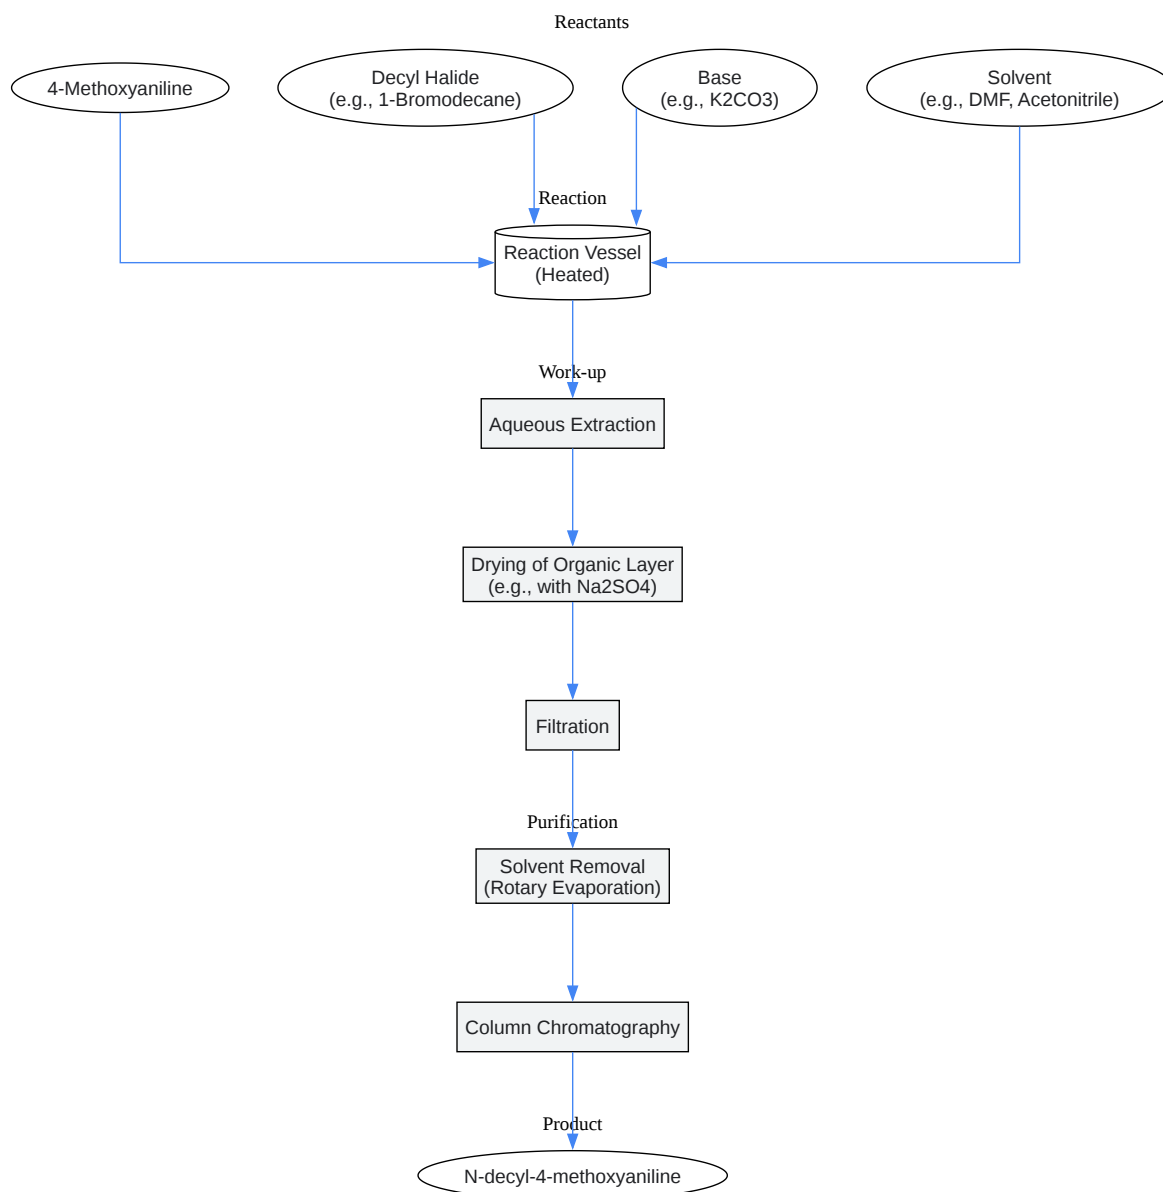 Reactants
4-Methoxyaniline
Decyl Halide
(e.g., 1-Bromodecane)
Base
(e.g., K2CO3)
Solvent
(e.g., DMF, Acetonitrile)
Reaction
Reaction Vessel
(Heated)
Work-up
Aqueous Extraction
Drying of Organic Layer
(e.g., with Na2SO4)
Filtration
Purification
Solvent Removal
(Rotary Evaporation)
Column Chromatography
Product
N-decyl-4-methoxyaniline